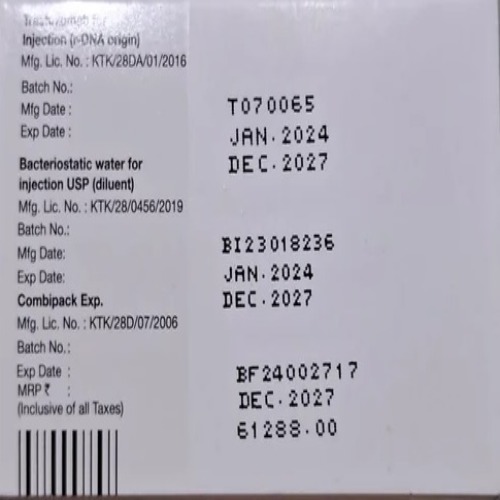 Trastuzumab for
Injection (r-DNA origin)
Mfg. Lic. No. : KTK/28DA/01/2016
Batch No.: T070065
Mfg Date : JAN. 2024
Exp Date : DEC. 2027
Bacteriostatic water for
injection USP (diluent)
Mfg. Lic. No. : KTK/28/0456/2019
Batch No.: BI23018236
Mfg Date: JAN. 2024
Exp Date: DEC. 2027
Combipack Exp.
Mfg. Lic. No. : KTK/28D/07/2006
Batch No.: BF24002717
Exp Date : DEC. 2027
MRP ₹ : 61288.00
(Inclusive of all Taxes)